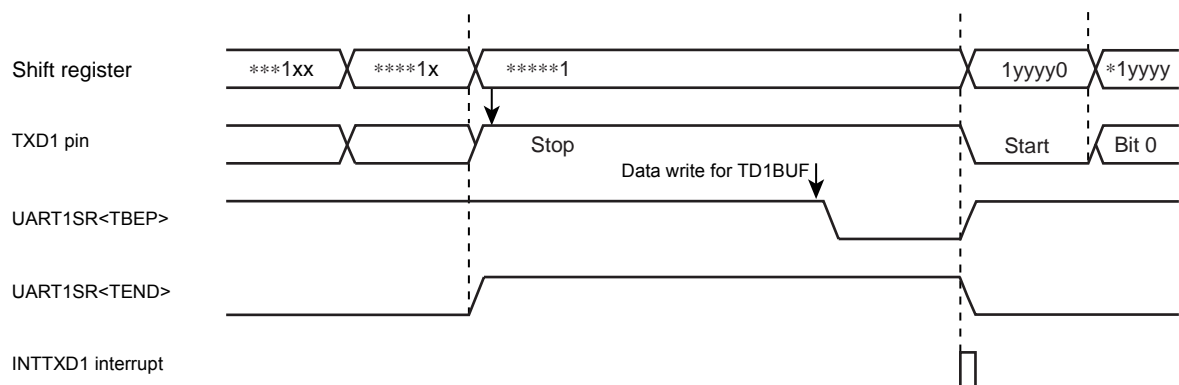 Shift register ***1xx ****1x *****1 1yyyy0 *1yyyy
TXD1 pin Stop Start Bit 0
Data write for TD1BUF
UART1SR<TBEP>
UART1SR<TEND>
INTTXD1 interrupt